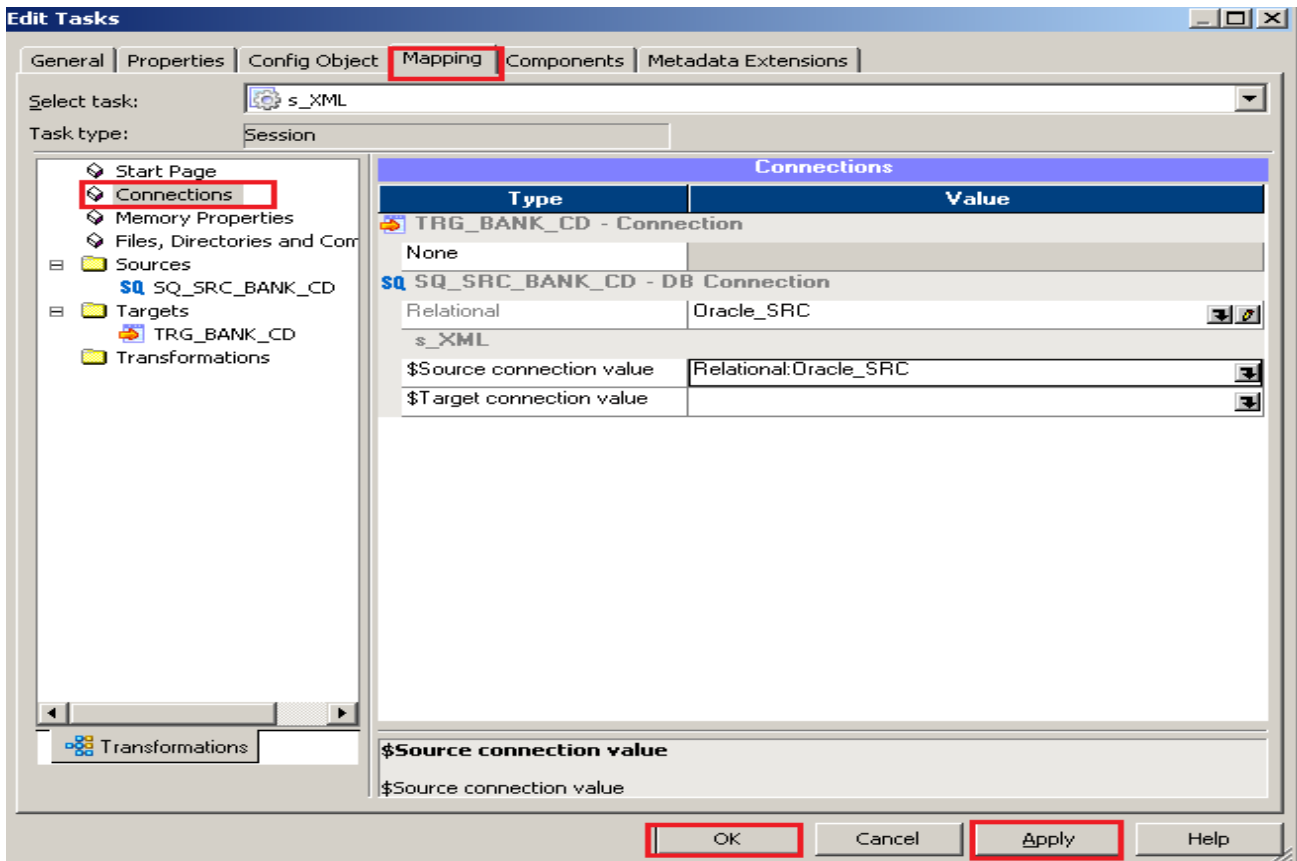 Edit Tasks
General Properties Config Object Mapping Components Metadata Extensions
Select task: s_XML
Task type: Session
Start Page
Connections
Memory Properties
Files, Directories and Com
Sources
SQ SQ_SRC_BANK_CD
Targets
TRG_BANK_CD
Transformations
Transformations
Connections
Type Value
TRG_BANK_CD - Connection
None
SQ SQ_SRC_BANK_CD - DB Connection
Relational Oracle_SRC
s_XML
$Source connection value Relational:Oracle_SRC
$Target connection value
$Source connection value
$Source connection value
OK Cancel Apply Help